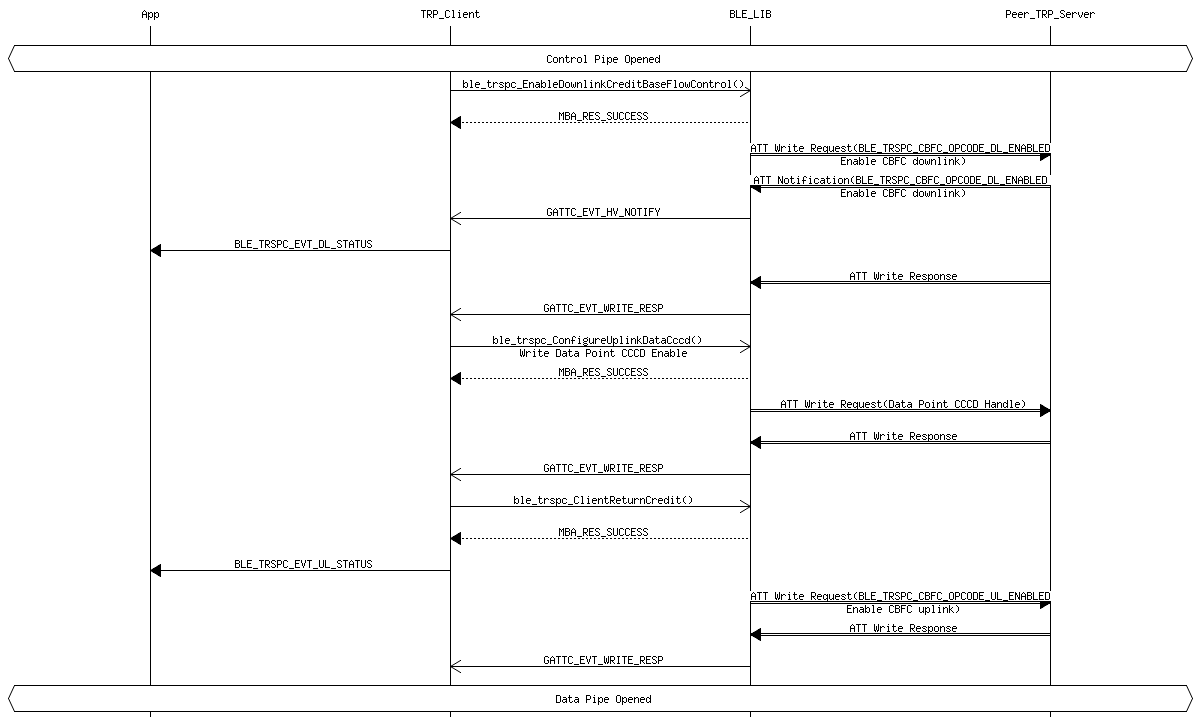 App TRP_Client BLE_LIB Peer_TRP_Server
Control Pipe Opened
ble_trspc_EnableDownlinkCreditBaseFlowControl()
MBA_RES_SUCCESS
ATT Write Request(BLE_TRSPC_CBFC_OPCODE_DL_ENABLED
Enable CBFC downlink)
ATT Notification(BLE_TRSPC_CBFC_OPCODE_DL_ENABLED
Enable CBFC downlink)
GATTC_EVT_HV_NOTIFY
BLE_TRSPC_EVT_DL_STATUS
ATT Write Response
GATTC_EVT_WRITE_RESP
ble_trspc_ConfigureUplinkDataCccd()
Write Data Point CCCD Enable
MBA_RES_SUCCESS
ATT Write Request(Data Point CCCD Handle)
ATT Write Response
GATTC_EVT_WRITE_RESP
ble_trspc_ClientReturnCredit()
MBA_RES_SUCCESS
BLE_TRSPC_EVT_UL_STATUS
ATT Write Request(BLE_TRSPC_CBFC_OPCODE_UL_ENABLED
Enable CBFC uplink)
ATT Write Response
GATTC_EVT_WRITE_RESP
Data Pipe Opened